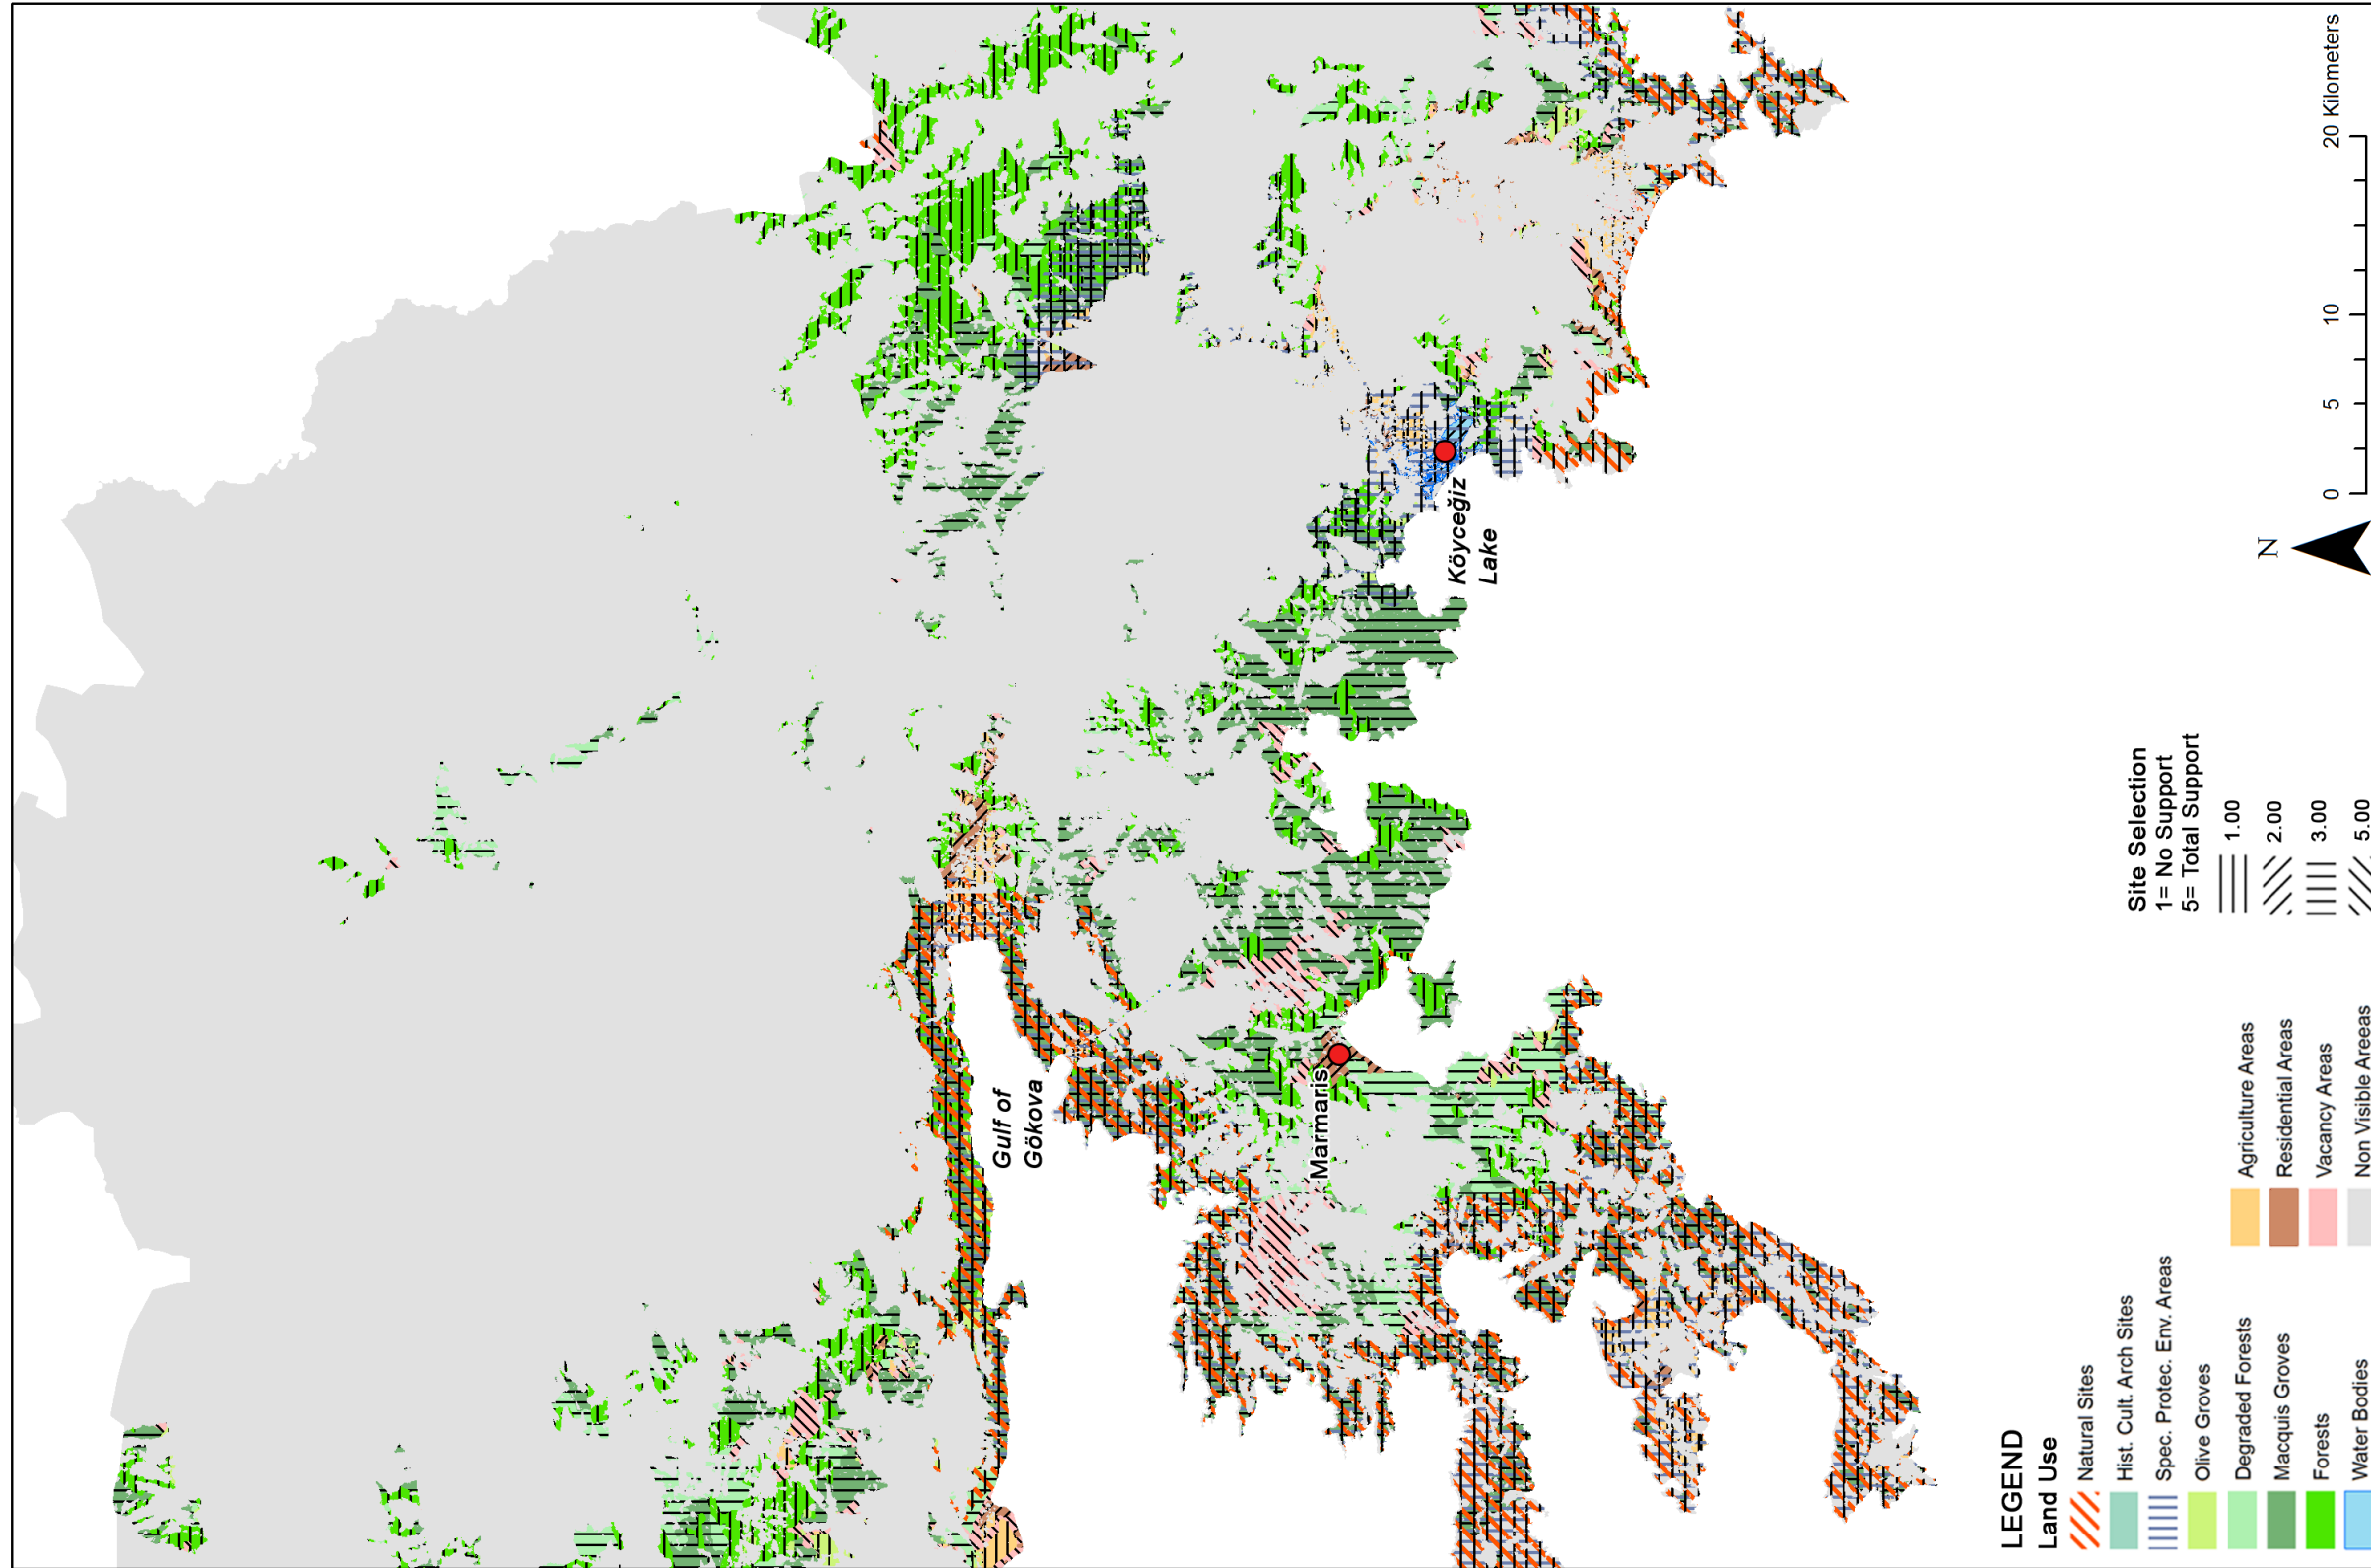 Gulf of
Gökova
Marmaris
Köyceğiz
Lake
LEGEND
Land Use
Natural Sites
Hist. Cult. Arch Sites
Spec. Protec. Env. Areas
Olive Groves
Degraded Forests
Macquis Groves
Forests
Water Bodies
Agriculture Areas
Residential Areas
Vacancy Areas
Non Visible Areeas
Site Selection
1= No Support
5= Total Support
1.00
2.00
3.00
5.00
N
0 5 10 20 Kilometers